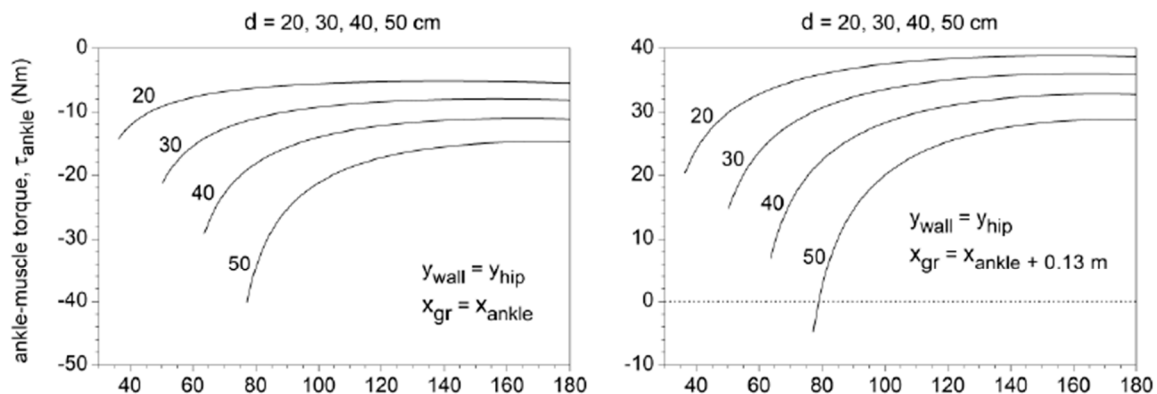 d = 20, 30, 40, 50 cm
ankle-muscle torque, τankle (Nm)
0
-10
-20
-30
-40
-50
20
30
40
50
ywall = yhip
xgr = xankle
40 60 80 100 120 140 160 180
d = 20, 30, 40, 50 cm
40
30
20
10
0
-10
20
30
40
50
ywall = yhip
xgr = xankle + 0.13 m
40 60 80 100 120 140 160 180